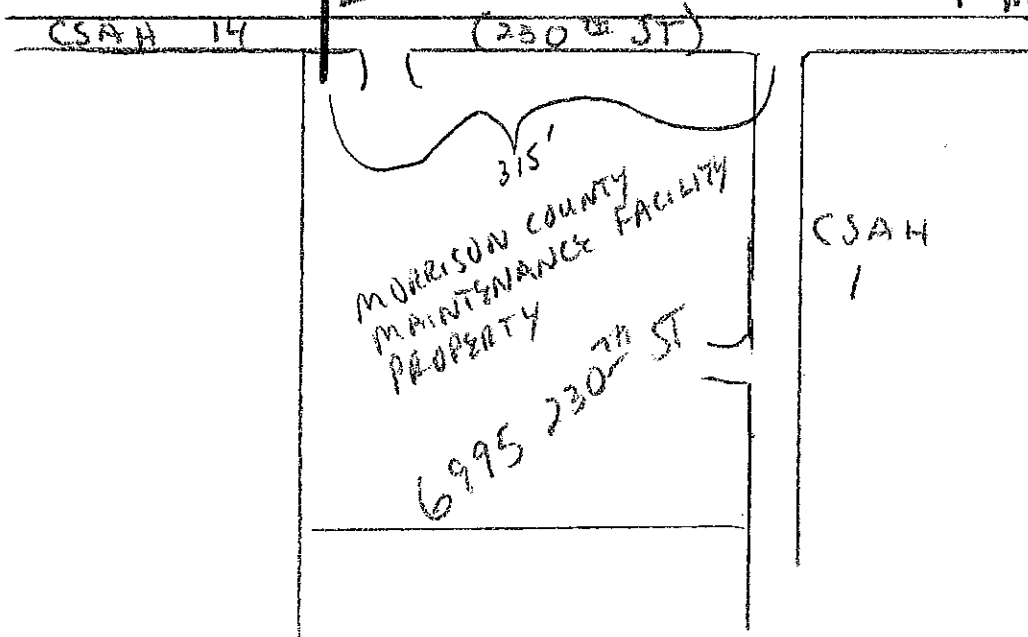 CSAH 14 (230TH ST)
315'
MORRISON COUNTY
MAINTENANCE FACILITY
PROPERTY
CSAH
1
6995 230TH ST